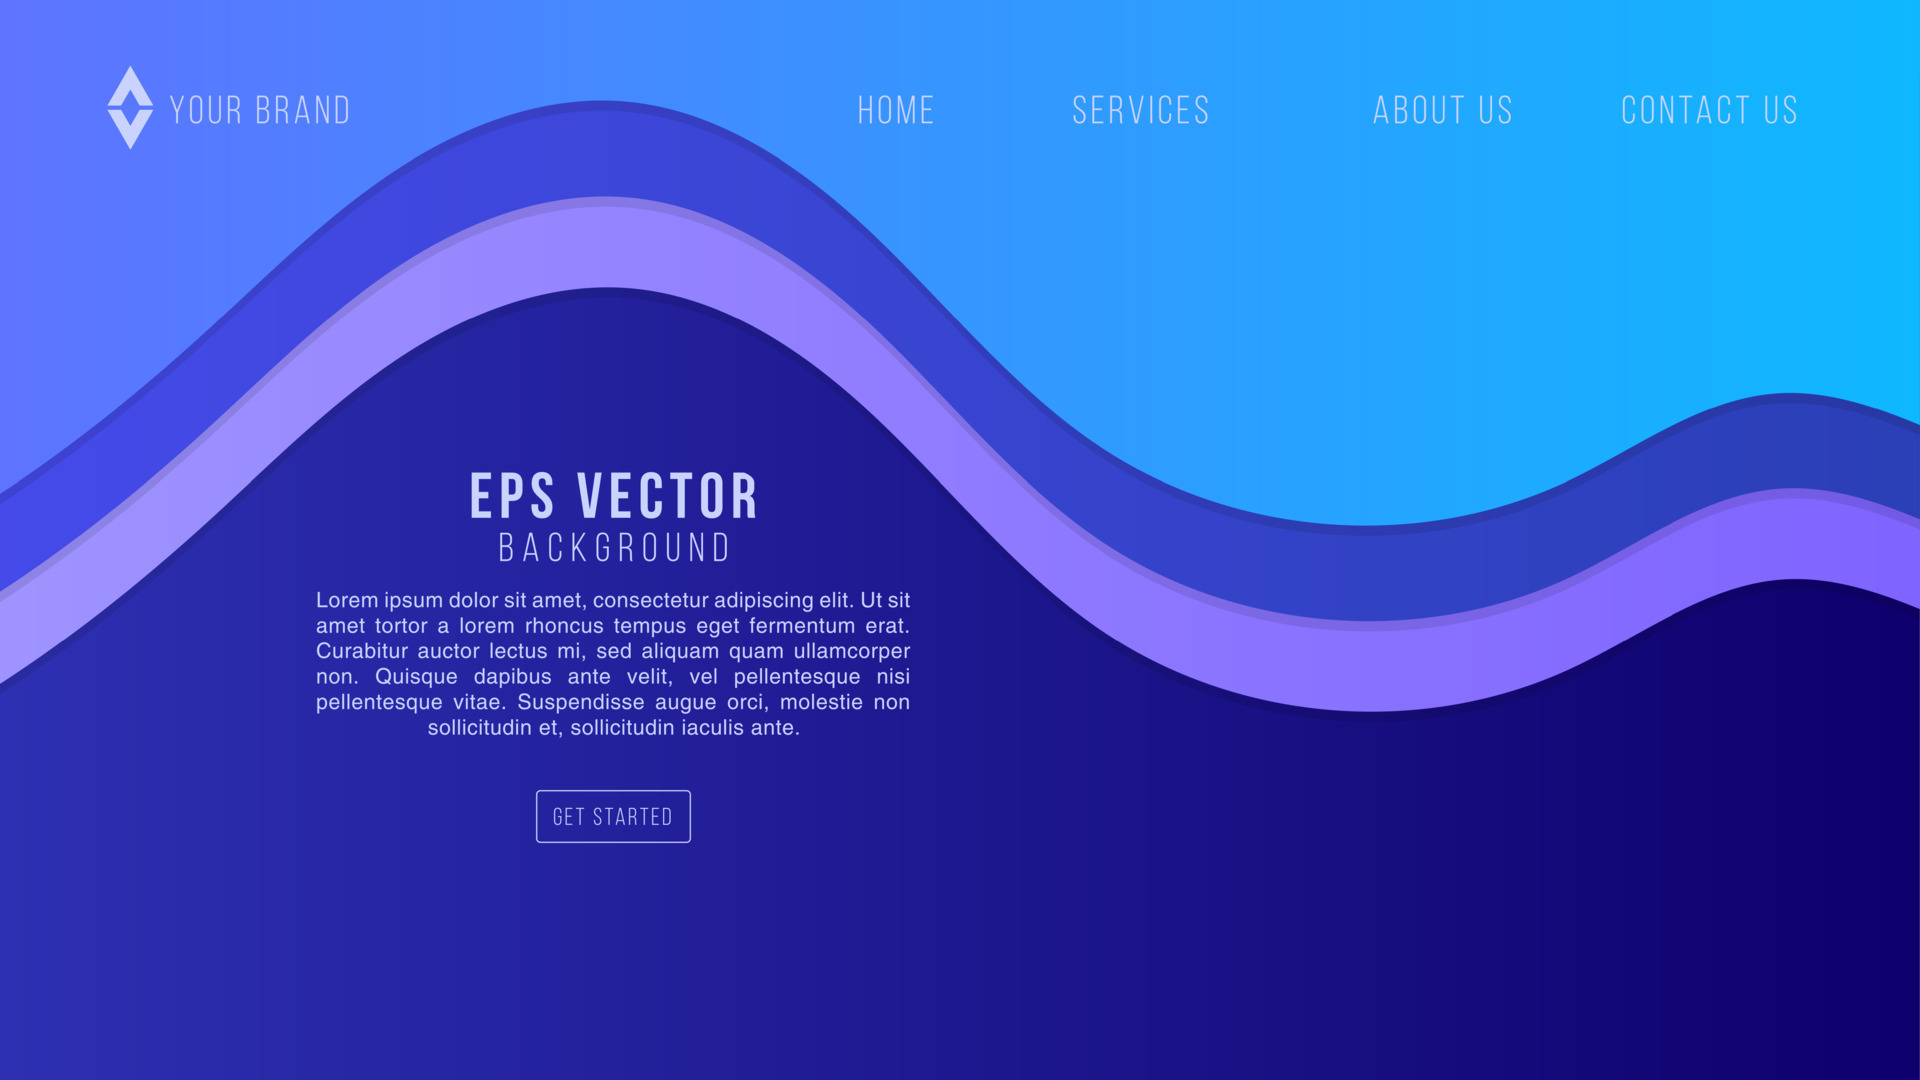 YOUR BRAND
HOME
SERVICES
ABOUT US
CONTACT US
EPS VECTOR
BACKGROUND
Lorem ipsum dolor sit amet, consectetur adipiscing elit. Ut sit
amet tortor a lorem rhoncus tempus eget fermentum erat.
Curabitur auctor lectus mi, sed aliquam quam ullamcorper
non. Quisque dapibus ante velit, vel pellentesque nisi
pellentesque vitae. Suspendisse augue orci, molestie non
sollicitudin et, sollicitudin iaculis ante.
GET STARTED